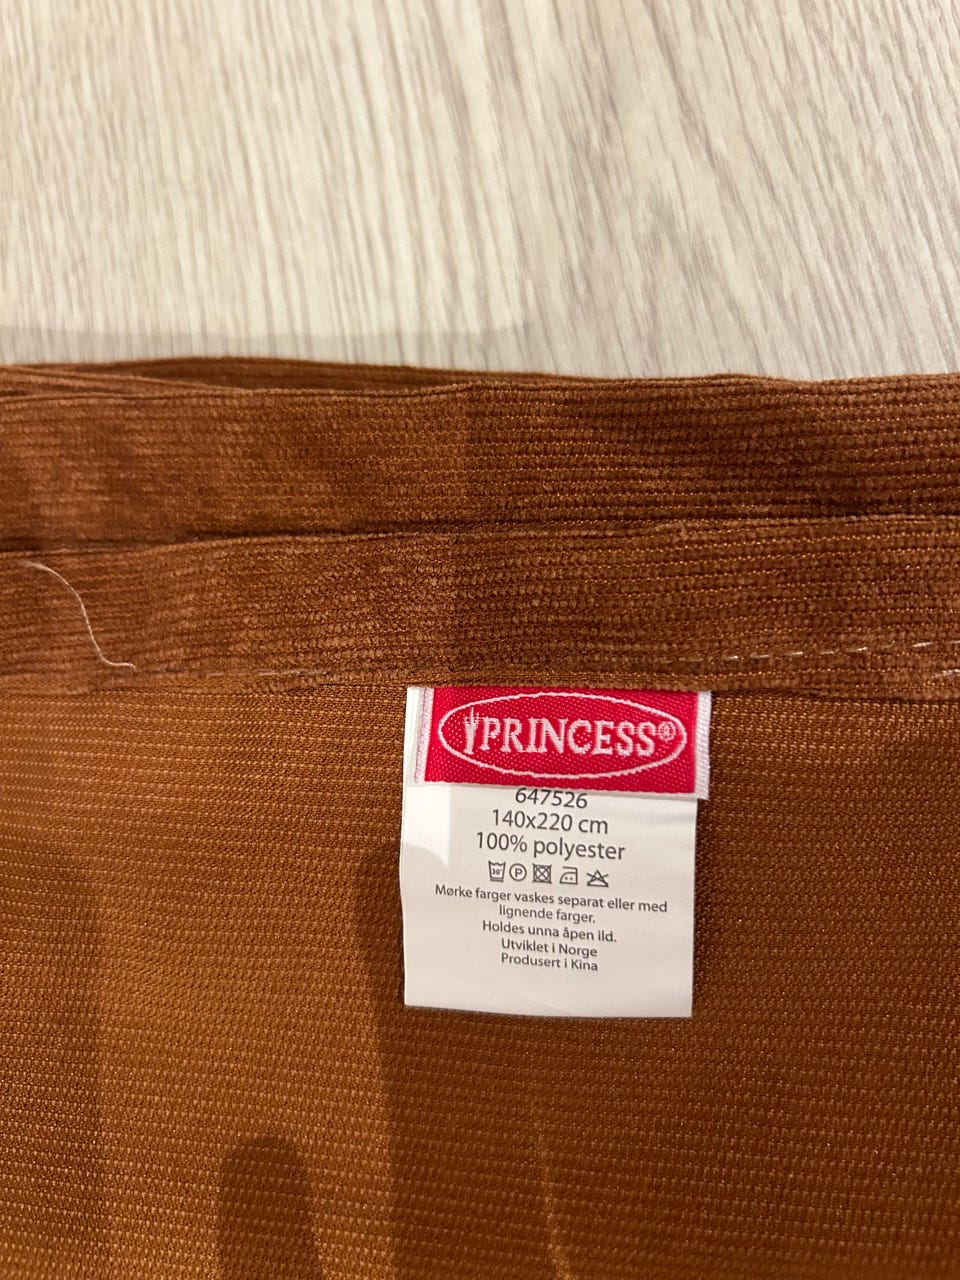 PRINCESS®
647526
140x220 cm
100% polyester
30° P
Mørke farger vaskes separat eller med
lignende farger.
Holdes unna åpen ild.
Utviklet i Norge
Produsert i Kina